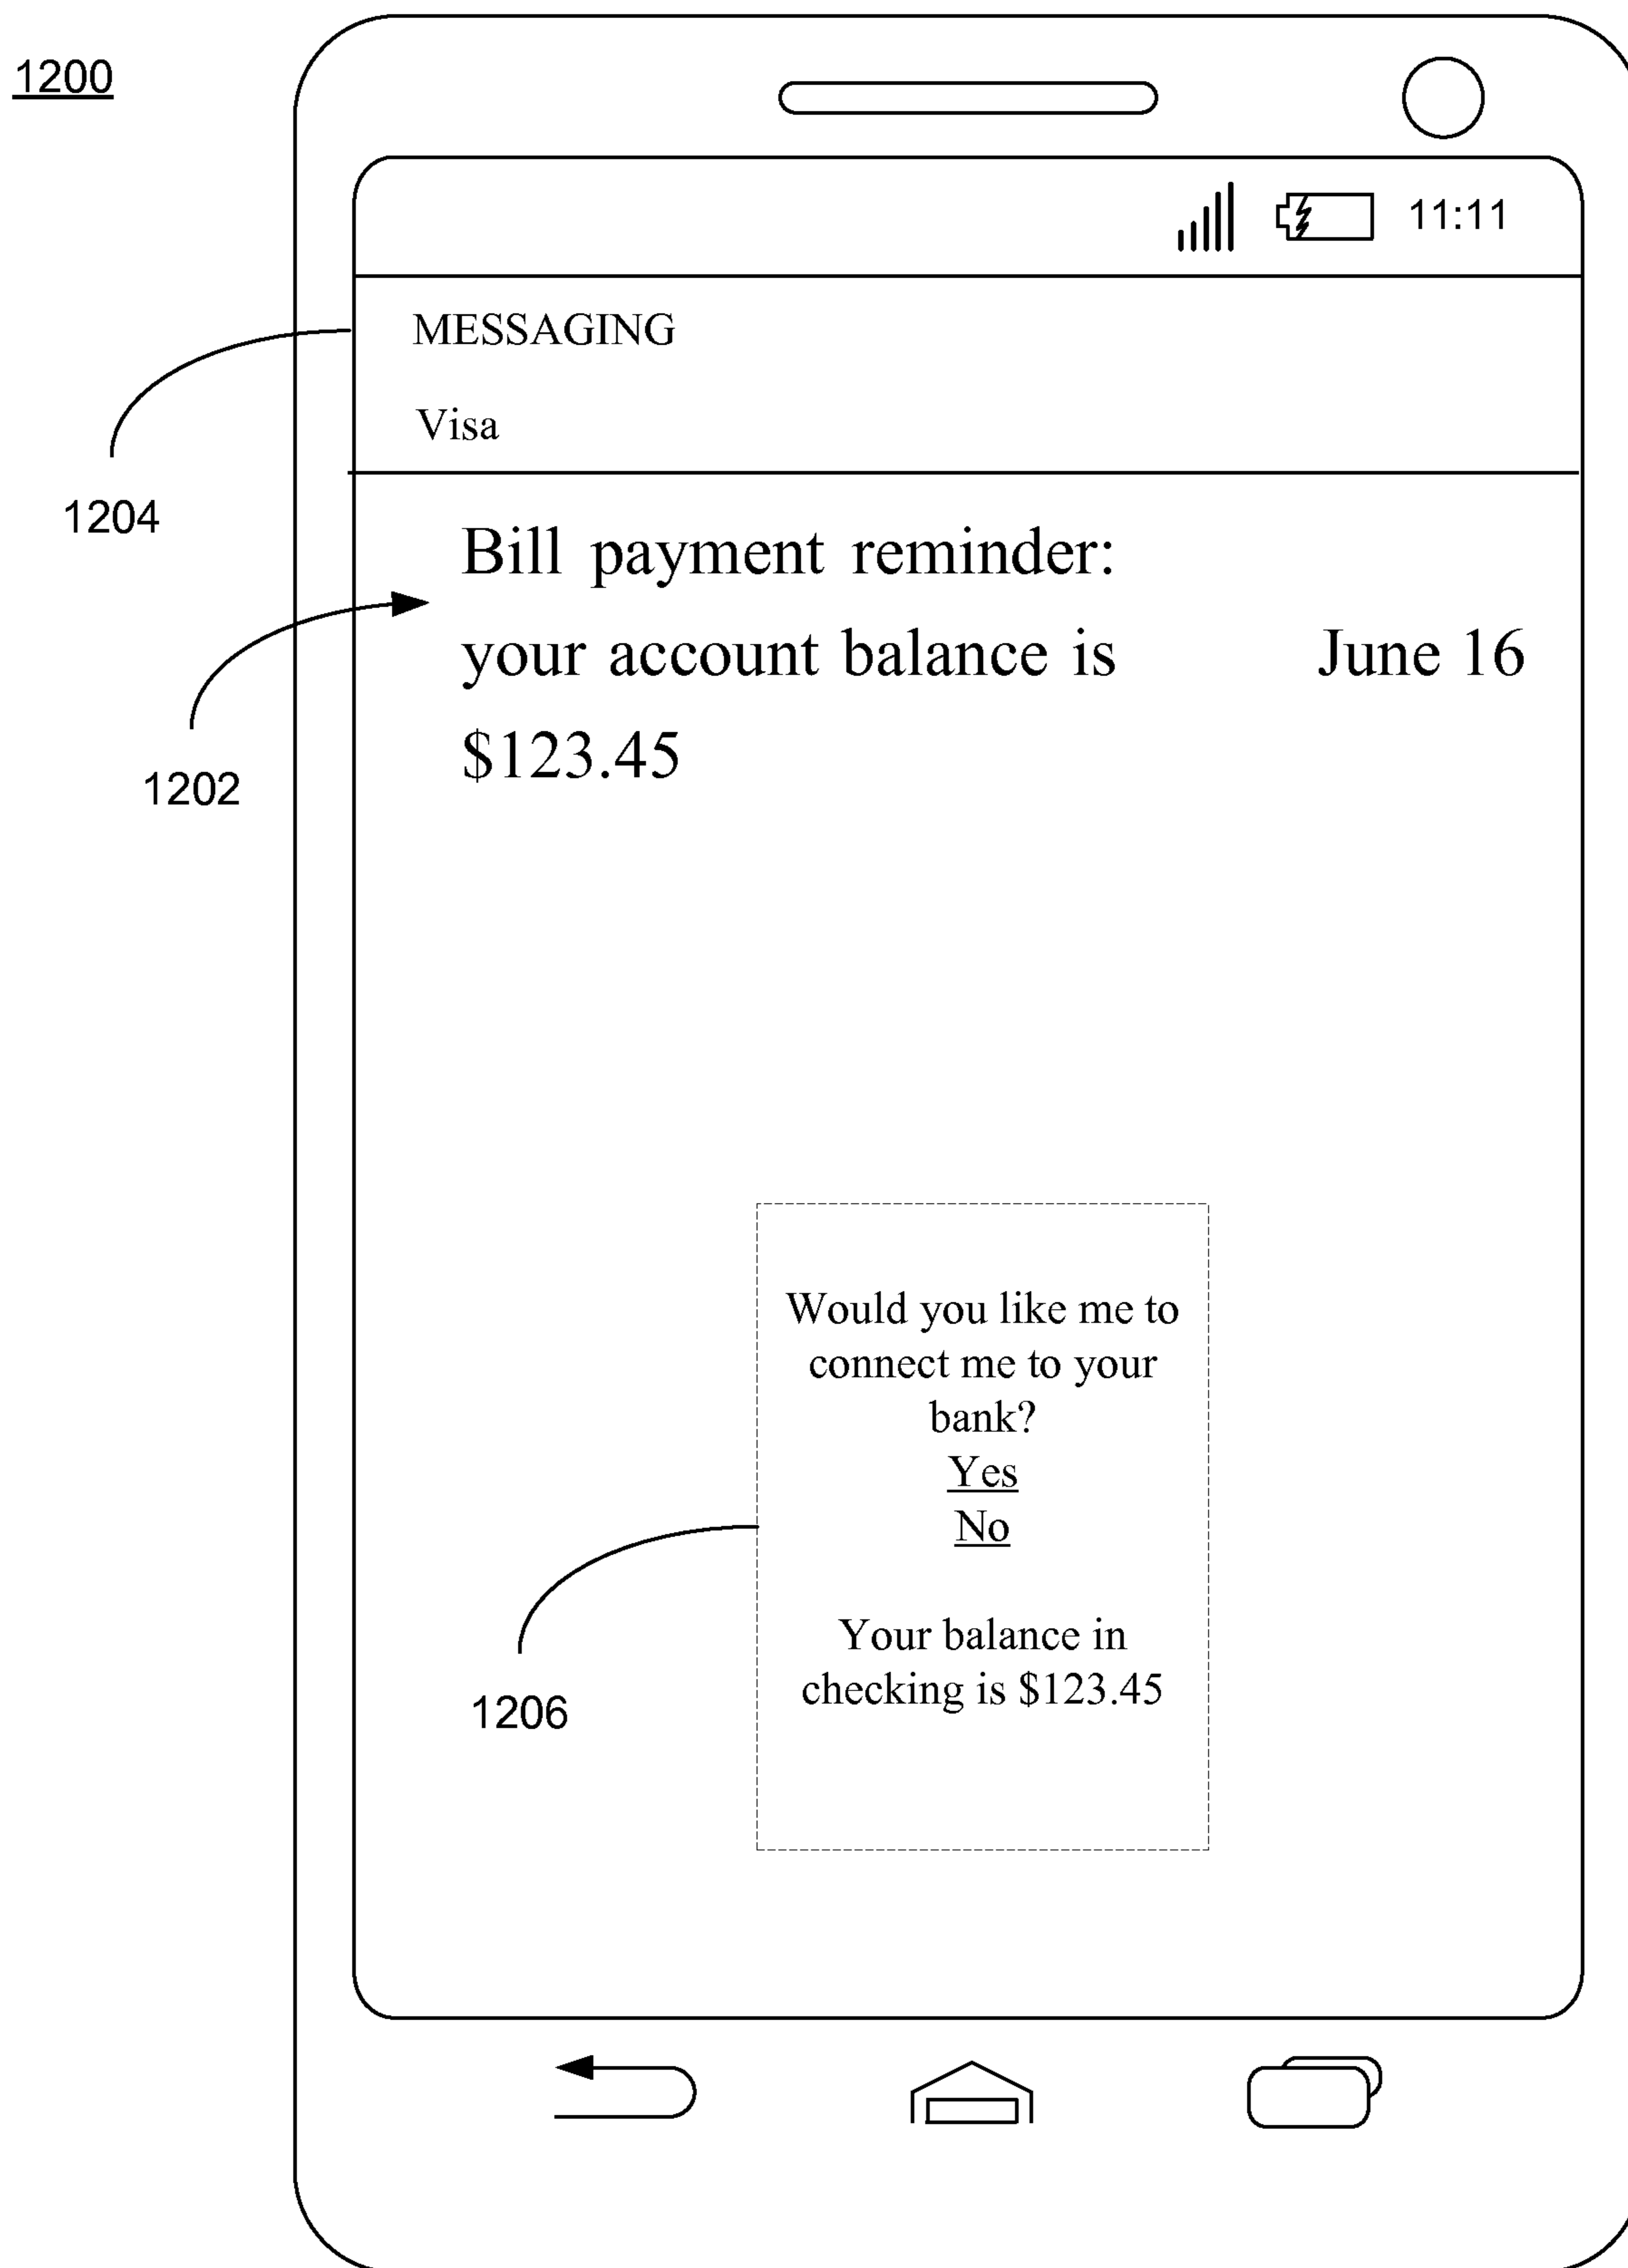 1200
11:11
MESSAGING
Visa
1204
Bill payment reminder:
your account balance is June 16
$123.45
1202
Would you like me to
connect me to your
bank?
Yes
No
Your balance in
checking is $123.45
1206